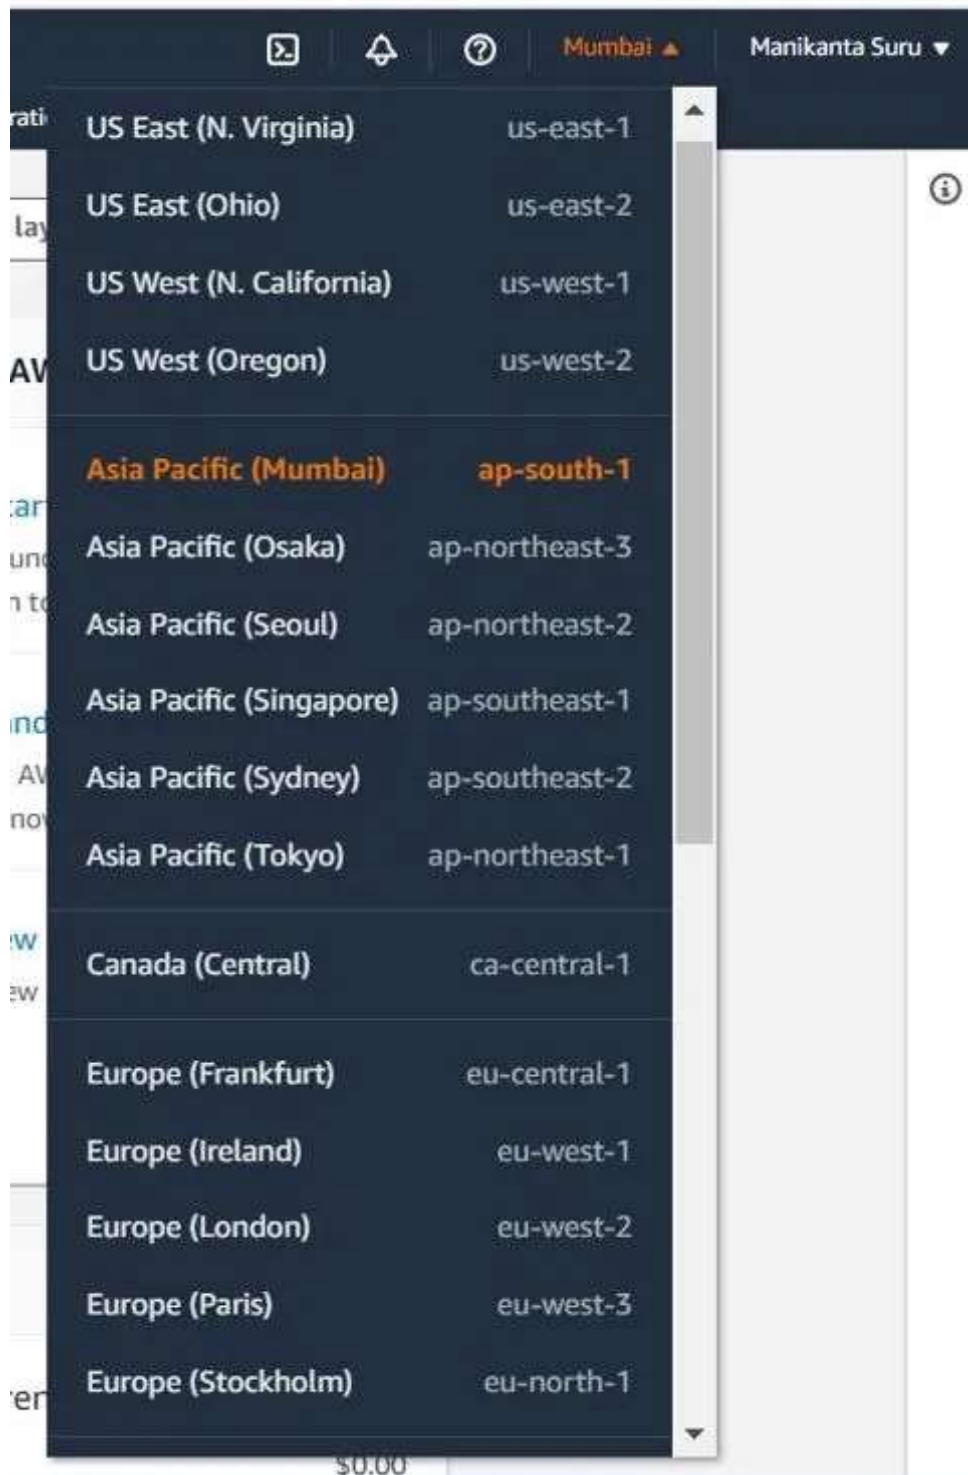 Mumbai ▲ Manikanta Suru ▼
US East (N. Virginia) us-east-1
US East (Ohio) us-east-2
US West (N. California) us-west-1
US West (Oregon) us-west-2
Asia Pacific (Mumbai) ap-south-1
Asia Pacific (Osaka) ap-northeast-3
Asia Pacific (Seoul) ap-northeast-2
Asia Pacific (Singapore) ap-southeast-1
Asia Pacific (Sydney) ap-southeast-2
Asia Pacific (Tokyo) ap-northeast-1
Canada (Central) ca-central-1
Europe (Frankfurt) eu-central-1
Europe (Ireland) eu-west-1
Europe (London) eu-west-2
Europe (Paris) eu-west-3
Europe (Stockholm) eu-north-1
$0.00